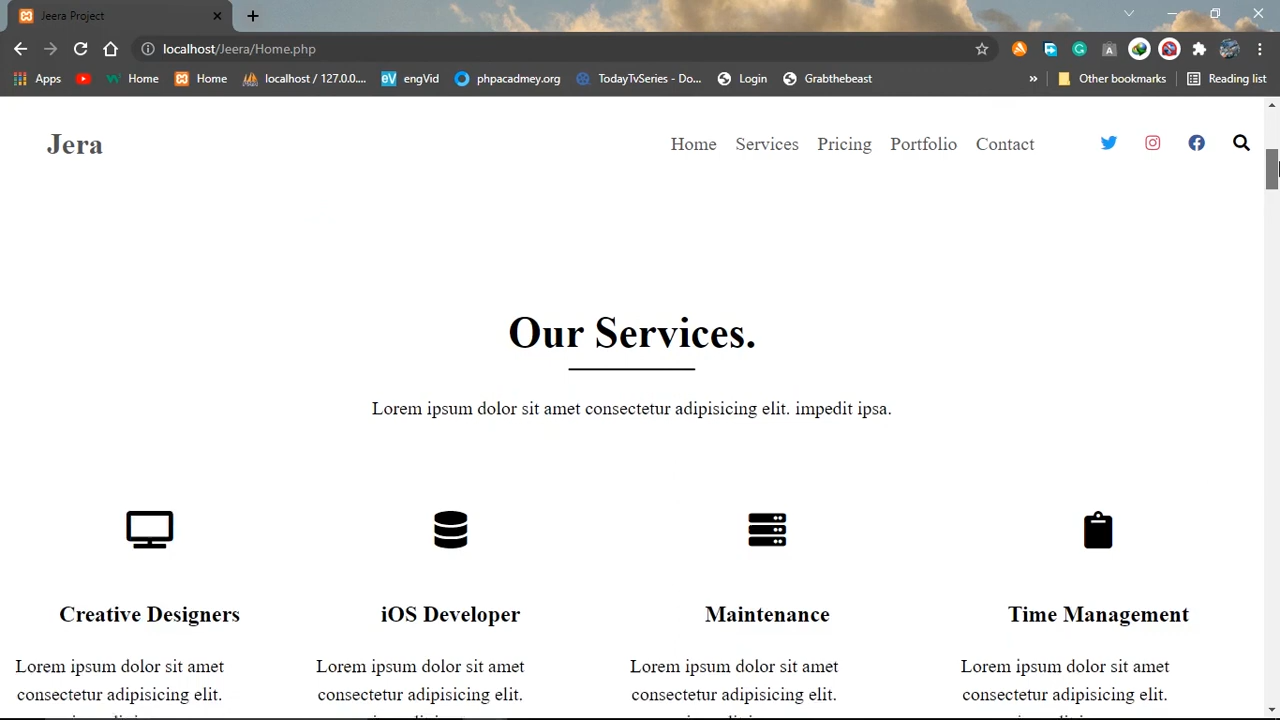 Jeera Project
localhost/Jeera/Home.php
Apps Home Home localhost / 127.0.0.... engVid phpacadmey.org TodayTvSeries - Do... Login Grabthebeast » Other bookmarks Reading list
Jera
Home Services Pricing Portfolio Contact
Our Services.
Lorem ipsum dolor sit amet consectetur adipisicing elit. impedit ipsa.
Creative Designers iOS Developer Maintenance Time Management
Lorem ipsum dolor sit amet Lorem ipsum dolor sit amet Lorem ipsum dolor sit amet Lorem ipsum dolor sit amet
consectetur adipisicing elit. consectetur adipisicing elit. consectetur adipisicing elit. consectetur adipisicing elit.